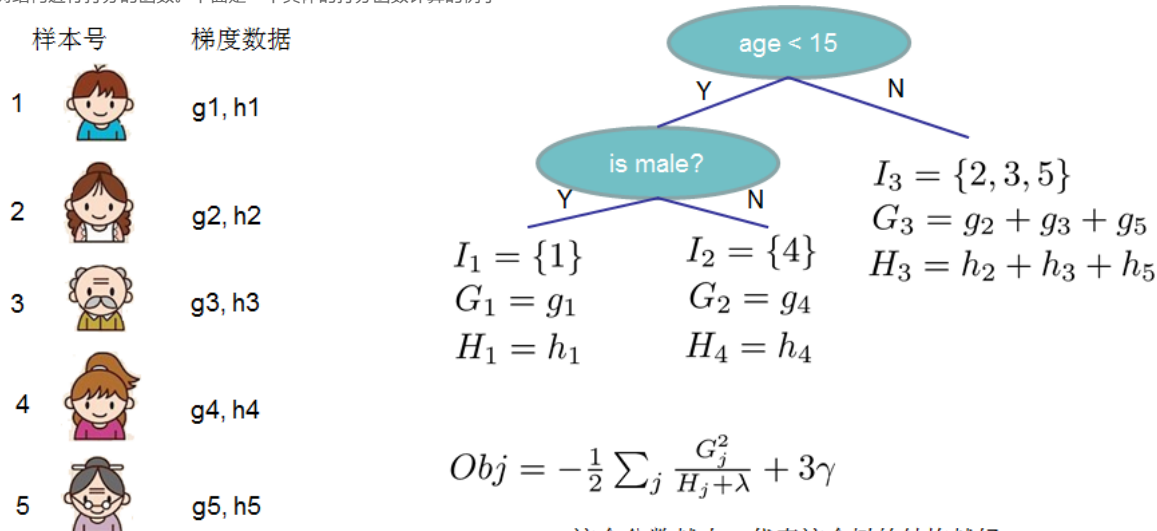 样本号 梯度数据
1 g1, h1
2 g2, h2
3 g3, h3
4 g4, h4
5 g5, h5
age < 15
Y N
is male?
Y N
I₁ = {1}
G₁ = g₁
H₁ = h₁
I₂ = {4}
G₂ = g₄
H₄ = h₄
I₃ = {2, 3, 5}
G₃ = g₂ + g₃ + g₅
H₃ = h₂ + h₃ + h₅
Obj = −½ ∑ⱼ Gⱼ²/(Hⱼ+λ) + 3γ